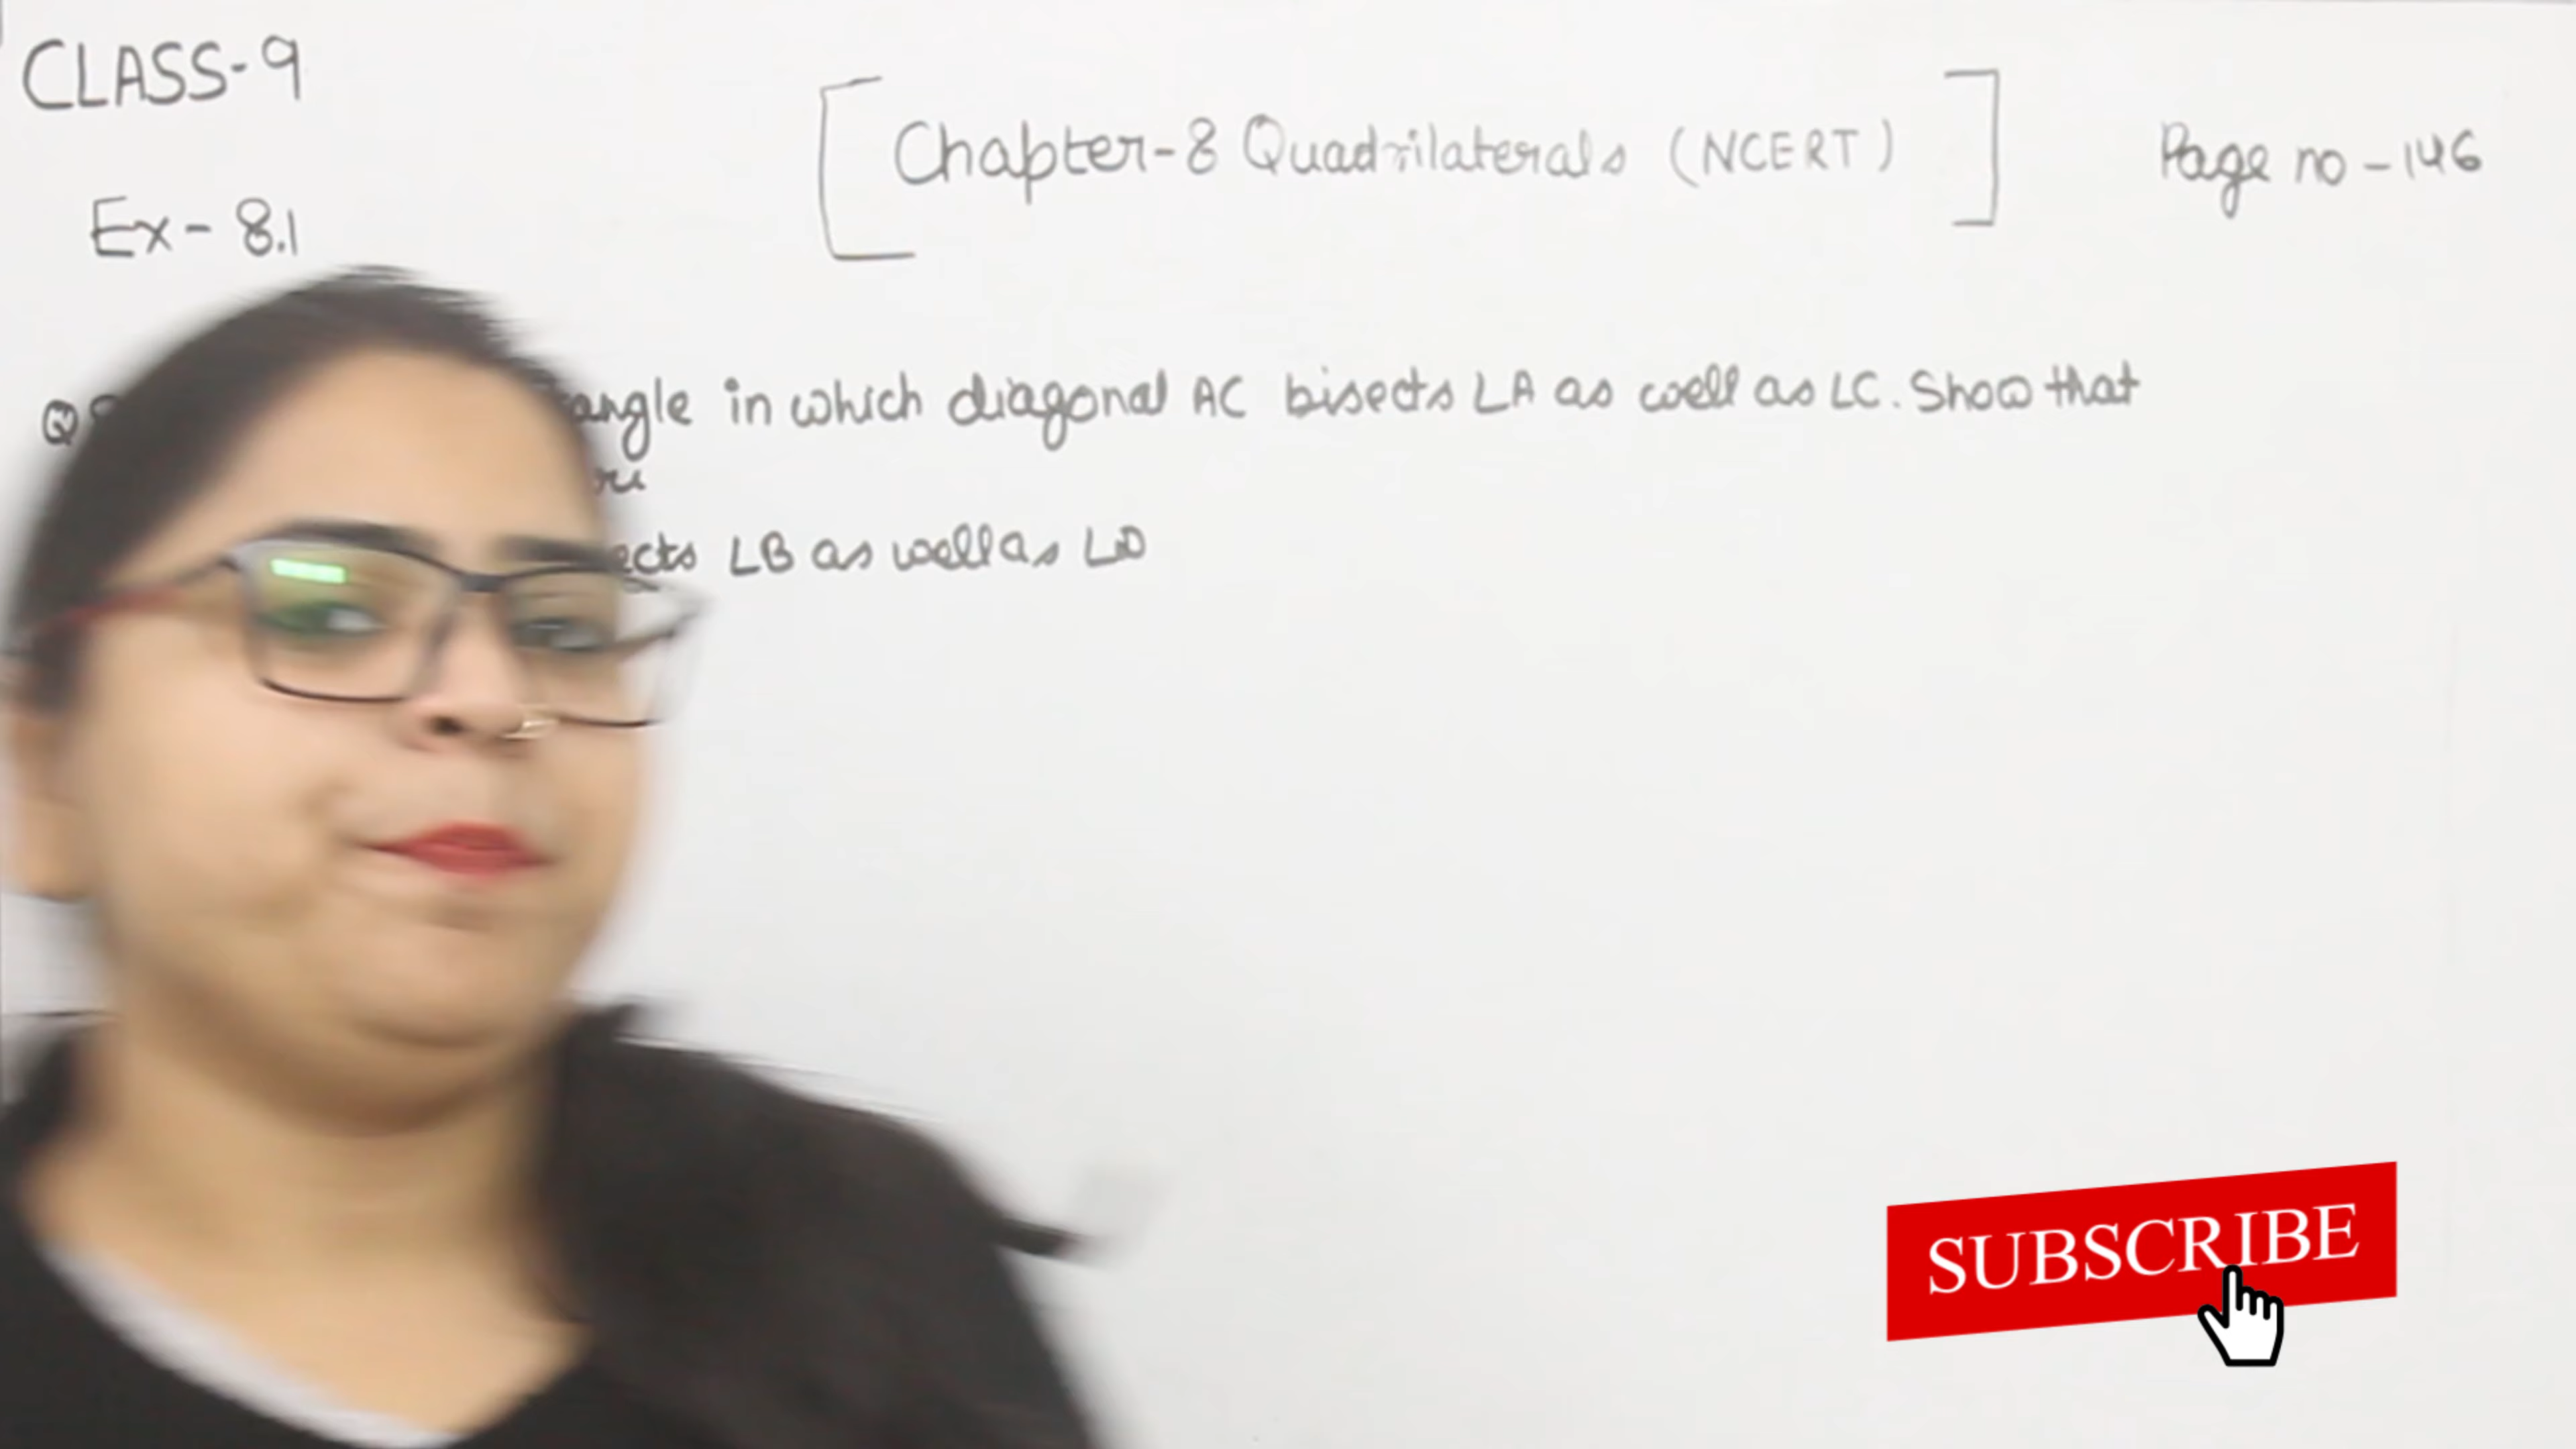 CLASS-9
[Chapter-8 Quadrilaterals (NCERT)]
Page no - 146
Ex- 8.1
Q angle in which diagonal AC bisects LA as well as LC. Show that
ects LB as well as LD
SUBSCRIBE